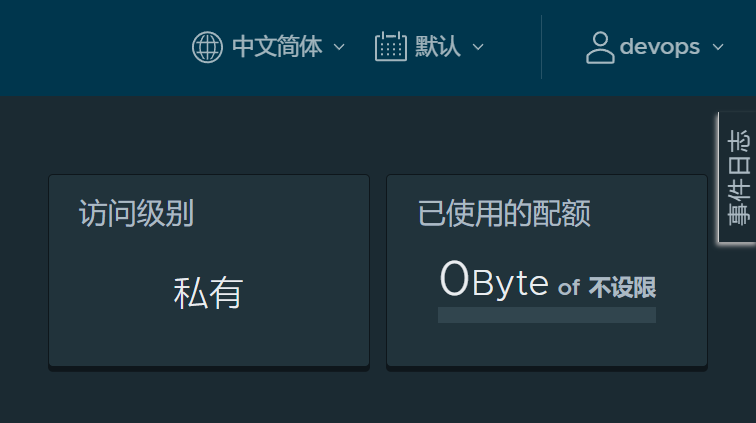 中文简体 默认 devops
事件日志
访问级别
私有
已使用的配额
0Byte of 不设限